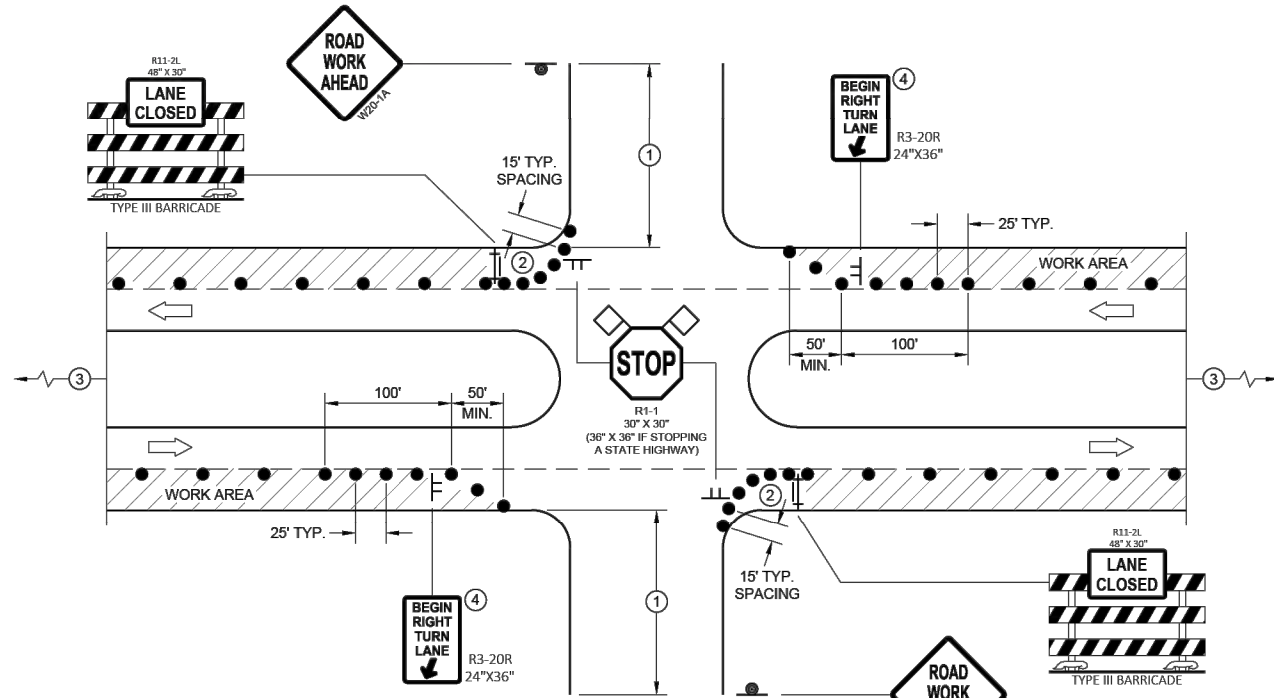 ROAD
WORK
AHEAD
W20-1A
R11-2L
48" X 30"
LANE
CLOSED
TYPE III BARRICADE
15' TYP.
SPACING
1
4
BEGIN
RIGHT
TURN
LANE
R3-20R
24"X36"
25' TYP.
2
WORK AREA
50'
MIN.
100'
3
STOP
R1-1
30" X 30"
(36" X 36" IF STOPPING
A STATE HIGHWAY)
3
100'
50'
MIN.
WORK AREA
25' TYP.
2
15' TYP.
SPACING
1
4
BEGIN
RIGHT
TURN
LANE
R3-20R
24"X36"
R11-2L
48" X 30"
LANE
CLOSED
TYPE III BARRICADE
ROAD
WORK